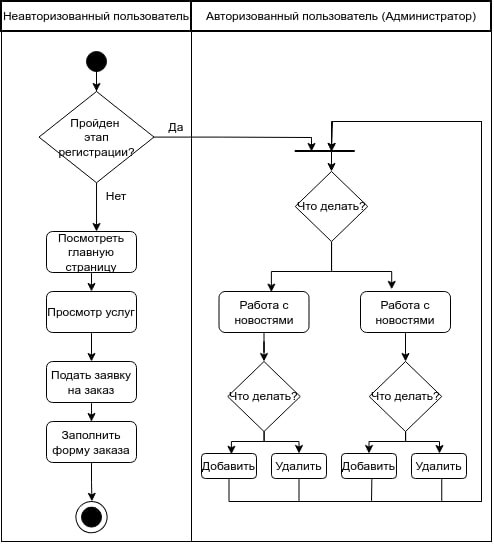 Неавторизованный пользователь
Авторизованный пользователь (Администратор)
Пройден
этап
регистрации?
Да
Нет
Что делать?
Посмотреть
главную
страницу
Просмотр услуг
Работа с
новостями
Работа с
новостями
Подать заявку
на заказ
Что делать?
Что делать?
Заполнить
форму заказа
Добавить
Удалить
Добавить
Удалить